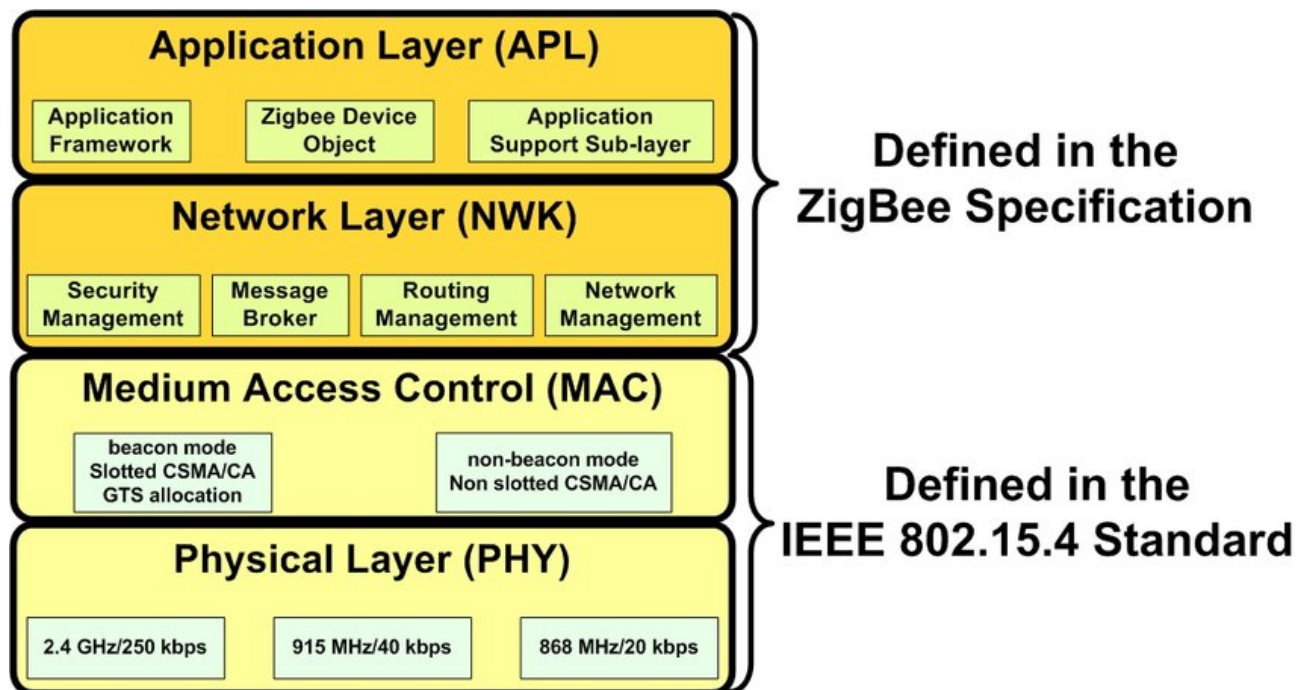 Application Layer (APL)
Application
Framework
Zigbee Device
Object
Application
Support Sub-layer
Network Layer (NWK)
Security
Management
Message
Broker
Routing
Management
Network
Management
Defined in the
ZigBee Specification
Medium Access Control (MAC)
beacon mode
Slotted CSMA/CA
GTS allocation
non-beacon mode
Non slotted CSMA/CA
Physical Layer (PHY)
2.4 GHz/250 kbps
915 MHz/40 kbps
868 MHz/20 kbps
Defined in the
IEEE 802.15.4 Standard